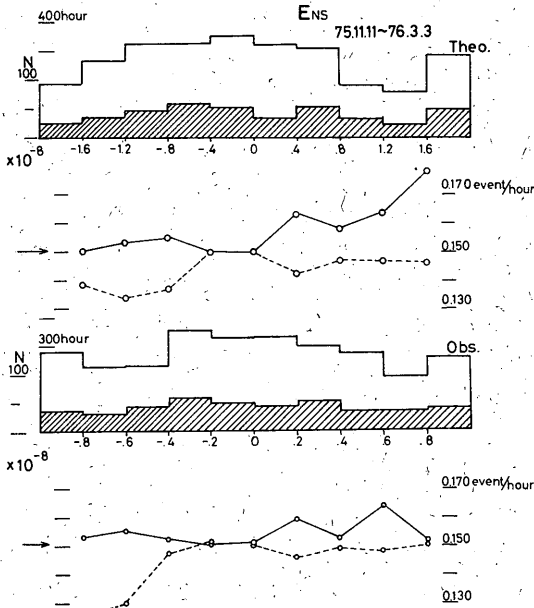 E_NS
400hour
75.11.11~76.3.3
Theo.
N
100
-1.6 -1.2 -.8 -.4 0 .4 .8 1.2 1.6
x10^-8
0.170 event/hour
0.150
0.130
300hour
Obs.
N
100
-.8 -.6 -.4 -.2 0 .2 .4 .6 .8
x10^-8
0.170 event/hour
0.150
0.130